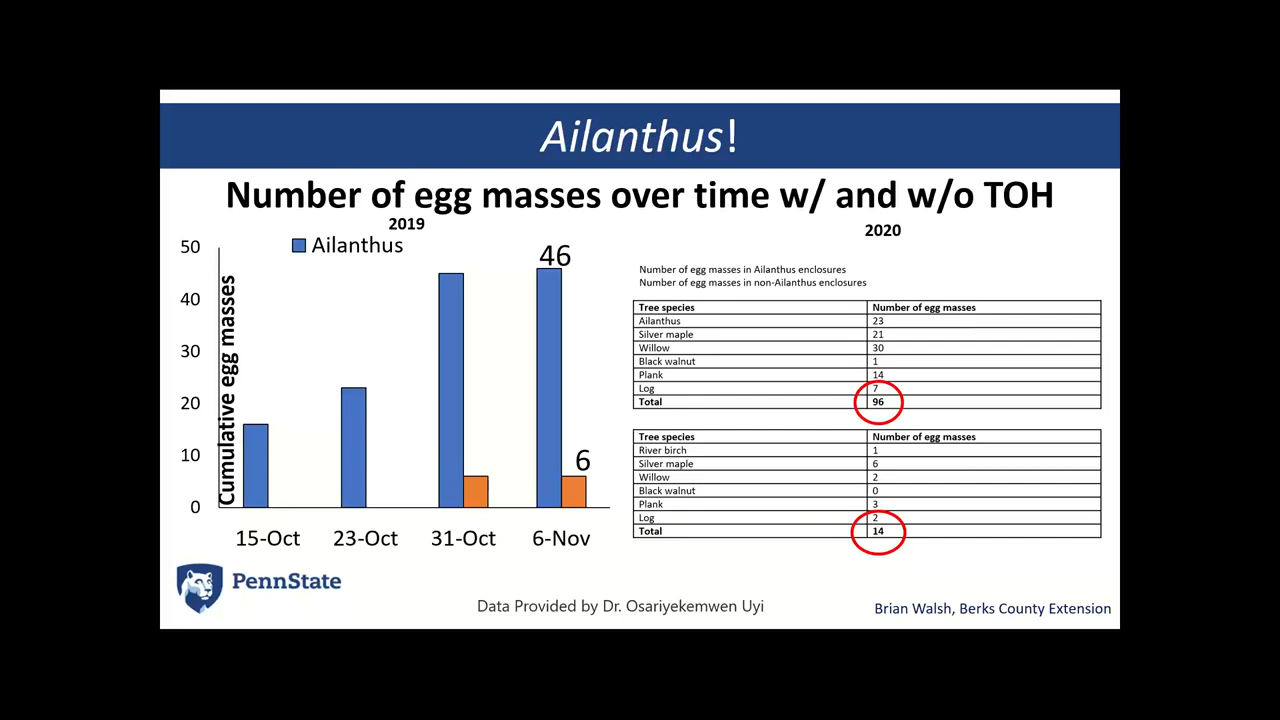 Ailanthus!
Number of egg masses over time w/ and w/o TOH
2019
Ailanthus
50
40
30
20
10
0
Cumulative egg masses
46
6
15-Oct 23-Oct 31-Oct 6-Nov
2020
Number of egg masses in Ailanthus enclosures
Number of egg masses in non-Ailanthus enclosures
Tree species Number of egg masses
Ailanthus 23
Silver maple 21
Willow 30
Black walnut 1
Plank 14
Log 7
Total 96
Tree species Number of egg masses
River birch 1
Silver maple 6
Willow 2
Black walnut 0
Plank 3
Log 2
Total 14
PennState
Data Provided by Dr. Osariyekemwen Uyi
Brian Walsh, Berks County Extension